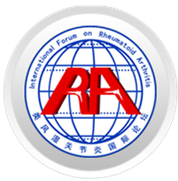 International Forum on Rheumatoid Arthritis
RA
类风湿关节炎国际论坛